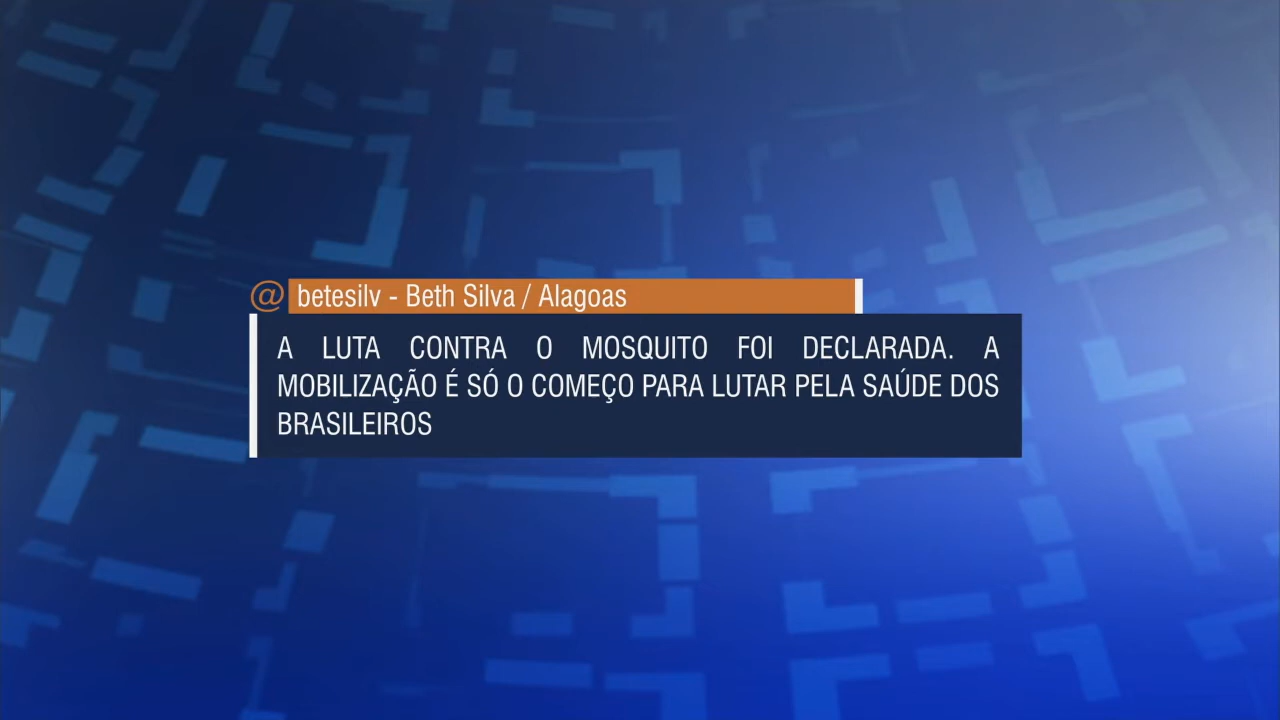 @ betesilv - Beth Silva / Alagoas
A LUTA CONTRA O MOSQUITO FOI DECLARADA. A
MOBILIZAÇÃO É SÓ O COMEÇO PARA LUTAR PELA SAÚDE DOS
BRASILEIROS